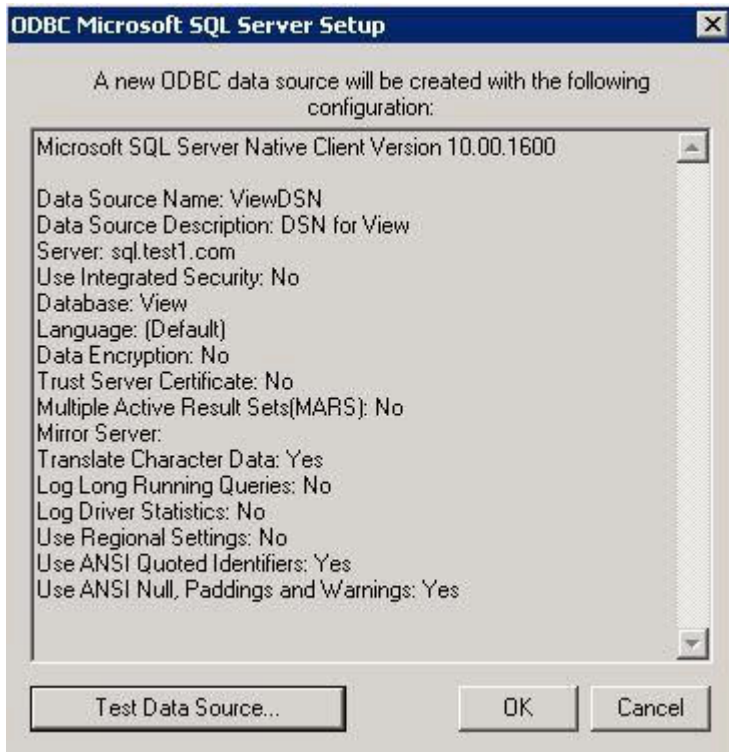 ODBC Microsoft SQL Server Setup
A new ODBC data source will be created with the following
configuration:
Microsoft SQL Server Native Client Version 10.00.1600
Data Source Name: ViewDSN
Data Source Description: DSN for View
Server: sql.test1.com
Use Integrated Security: No
Database: View
Language: (Default)
Data Encryption: No
Trust Server Certificate: No
Multiple Active Result Sets(MARS): No
Mirror Server:
Translate Character Data: Yes
Log Long Running Queries: No
Log Driver Statistics: No
Use Regional Settings: No
Use ANSI Quoted Identifiers: Yes
Use ANSI Null, Paddings and Warnings: Yes
Test Data Source...
OK
Cancel